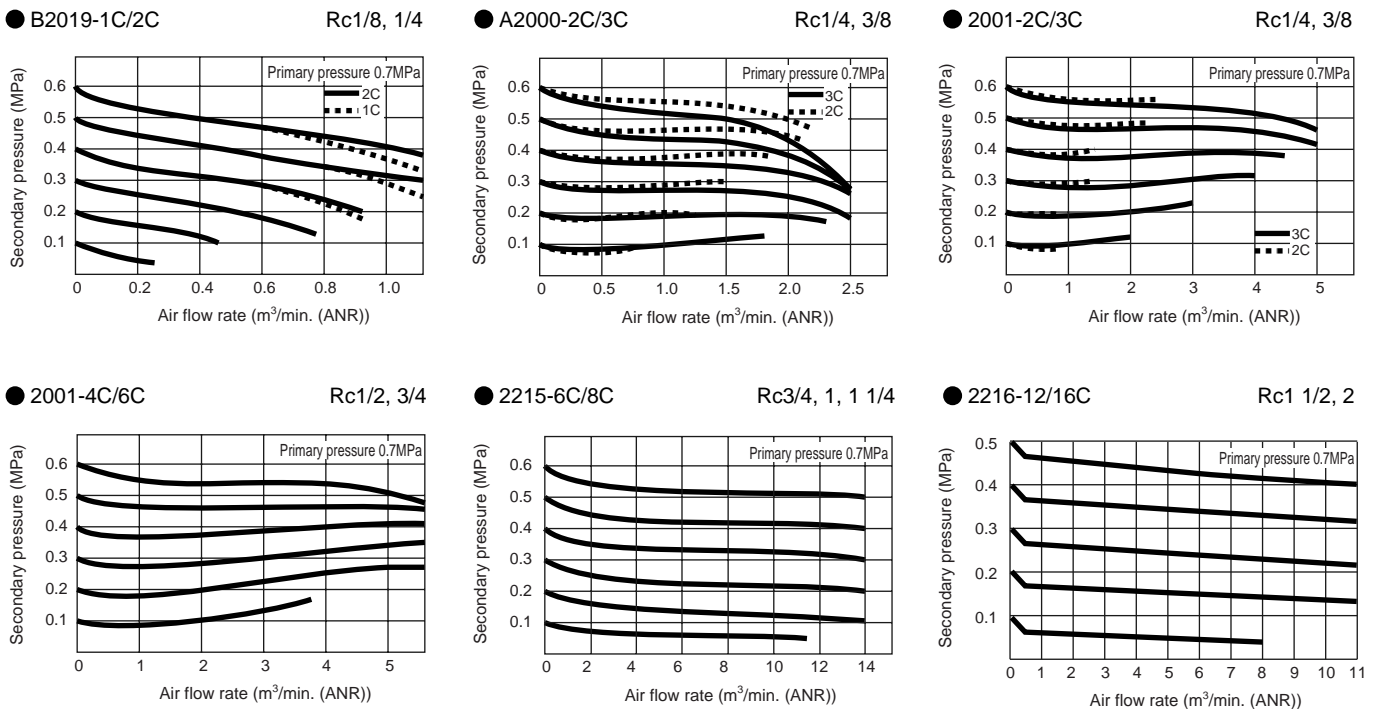 ● B2019-1C/2C Rc1/8, 1/4
Secondary pressure (MPa)
Primary pressure 0.7MPa
2C
1C
0.6
0.5
0.4
0.3
0.2
0.1
0 0.2 0.4 0.6 0.8 1.0
Air flow rate (m³/min. (ANR))
● A2000-2C/3C Rc1/4, 3/8
Secondary pressure (MPa)
Primary pressure 0.7MPa
3C
2C
0.6
0.5
0.4
0.3
0.2
0.1
0 0.5 1.0 1.5 2.0 2.5
Air flow rate (m³/min. (ANR))
● 2001-2C/3C Rc1/4, 3/8
Secondary pressure (MPa)
Primary pressure 0.7MPa
0.6
0.5
0.4
0.3
0.2
0.1
3C
2C
0 1 2 3 4 5
Air flow rate (m³/min. (ANR))
● 2001-4C/6C Rc1/2, 3/4
Secondary pressure (MPa)
Primary pressure 0.7MPa
0.6
0.5
0.4
0.3
0.2
0.1
0 1 2 3 4 5
Air flow rate (m³/min. (ANR))
● 2215-6C/8C Rc3/4, 1, 1 1/4
Secondary pressure (MPa)
Primary pressure 0.7MPa
0.6
0.5
0.4
0.3
0.2
0.1
0 2 4 6 8 10 12 14
Air flow rate (m³/min. (ANR))
● 2216-12/16C Rc1 1/2, 2
Secondary pressure (MPa)
Primary pressure 0.7MPa
0.5
0.4
0.3
0.2
0.1
0 1 2 3 4 5 6 7 8 9 10 11
Air flow rate (m³/min. (ANR))